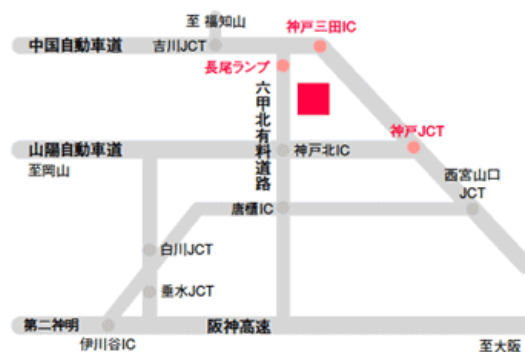 至 福知山
神戸三田IC
中国自動車道
吉川JCT
長尾ランプ
六甲北有料道路
神戸JCT
山陽自動車道
神戸北IC
至岡山
西宮山口
JCT
唐櫃IC
白川JCT
垂水JCT
第二神明
阪神高速
伊川谷IC
至大阪